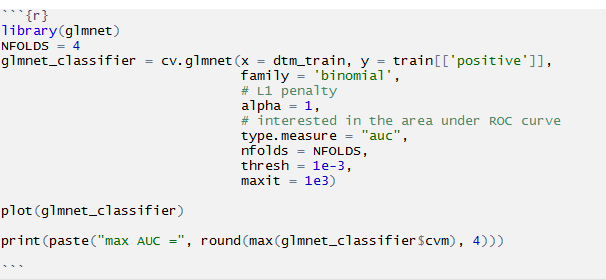 ```{r}
library(glmnet)
NFOLDS = 4
glmnet_classifier = cv.glmnet(x = dtm_train, y = train[['positive']],
                              family = 'binomial',
                              # L1 penalty
                              alpha = 1,
                              # interested in the area under ROC curve
                              type.measure = "auc",
                              nfolds = NFOLDS,
                              thresh = 1e-3,
                              maxit = 1e3)
plot(glmnet_classifier)
print(paste("max AUC =", round(max(glmnet_classifier$cvm), 4)))
```